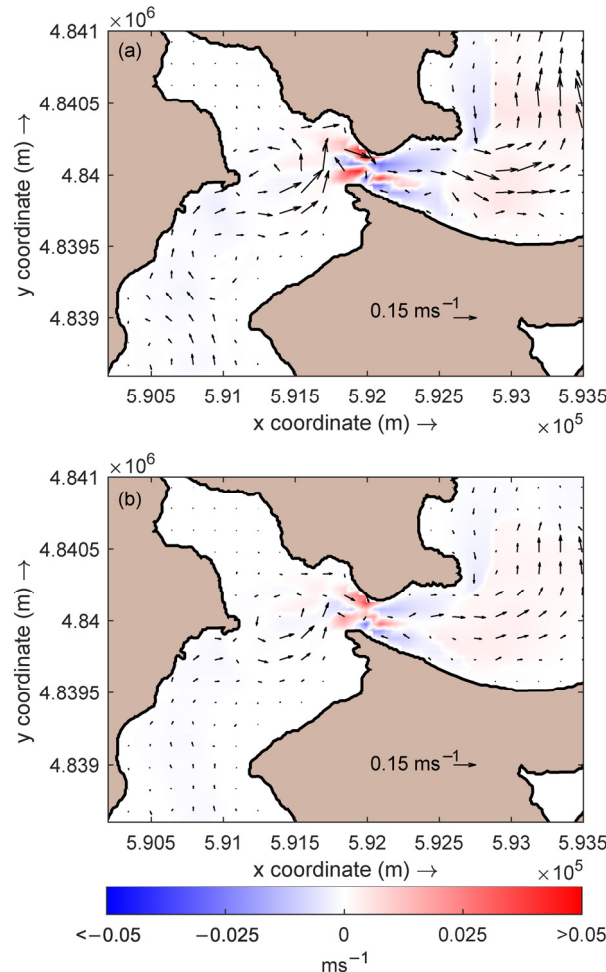 × 10⁶
4.841
(a)
4.8405
4.84
4.8395
4.839
y coordinate (m) →
0.15 ms⁻¹
5.905 5.91 5.915 5.92 5.925 5.93 5.935
x coordinate (m) →
×10⁵
× 10⁶
4.841
(b)
4.8405
4.84
4.8395
4.839
y coordinate (m) →
0.15 ms⁻¹
5.905 5.91 5.915 5.92 5.925 5.93 5.935
x coordinate (m) →
×10⁵
<−0.05 −0.025 0 0.025 >0.05
ms⁻¹